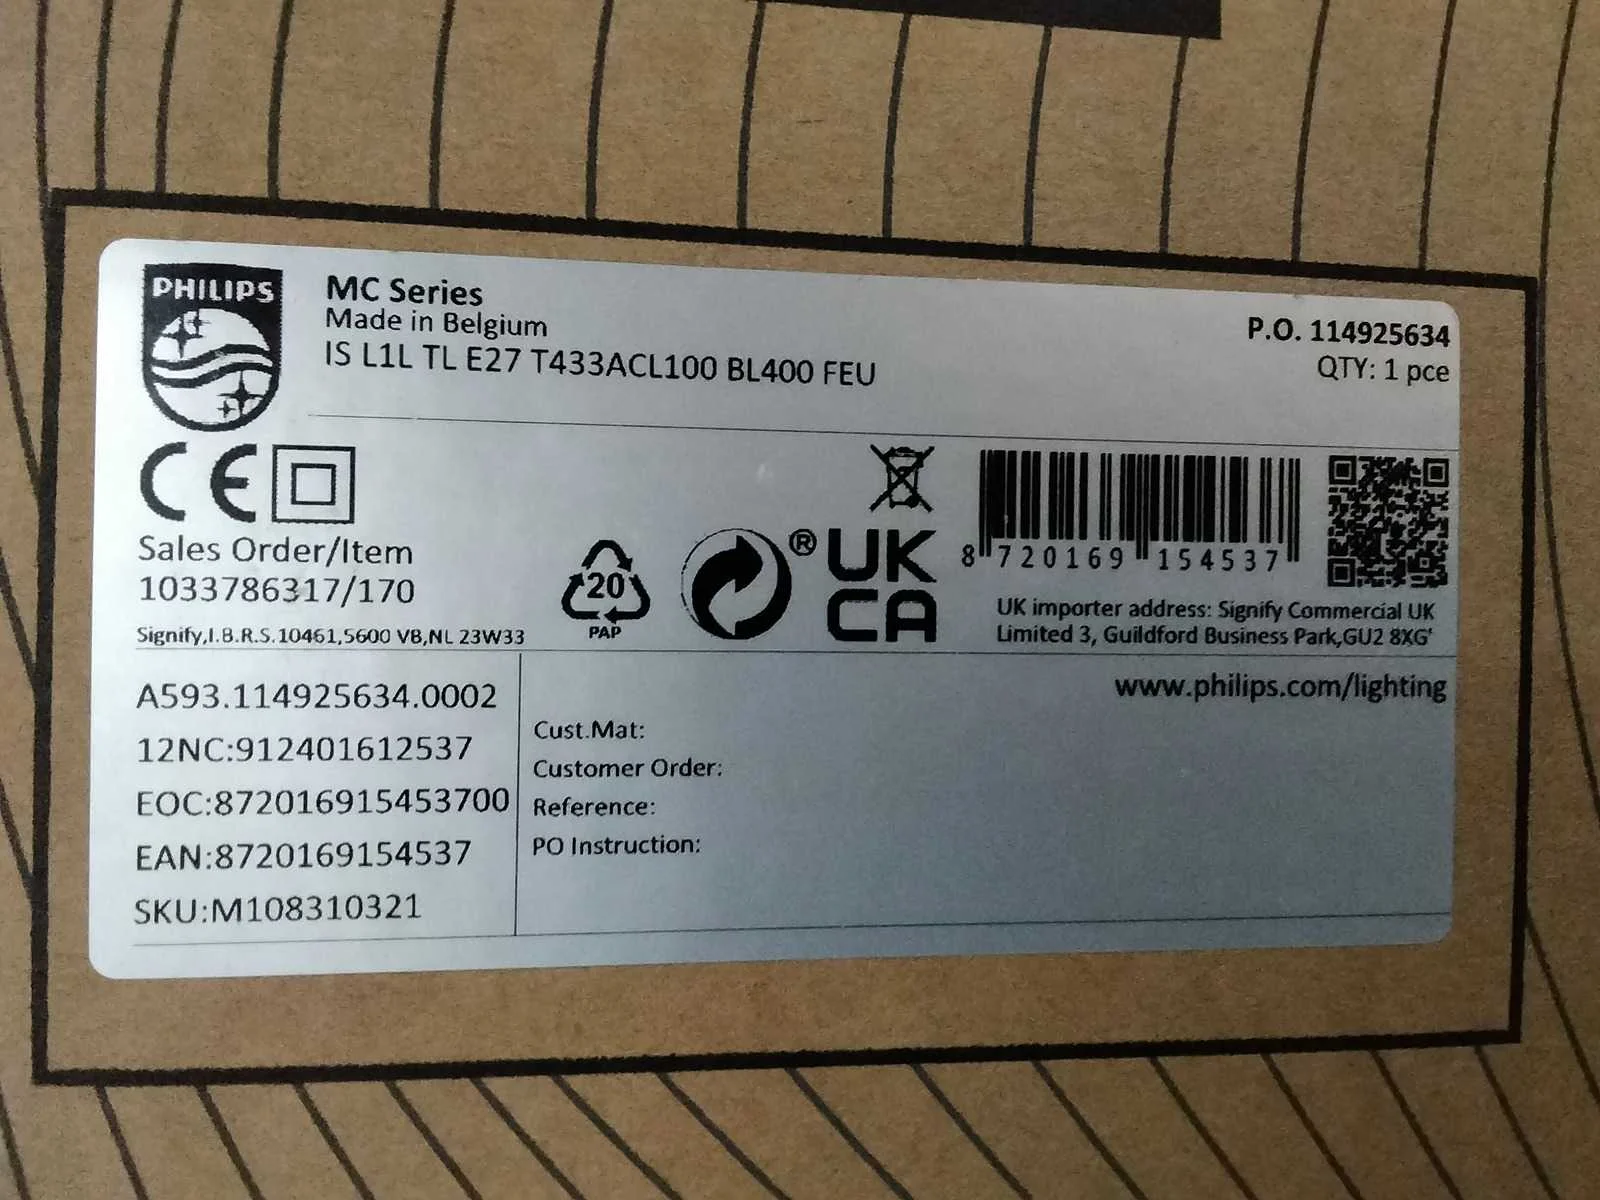 PHILIPS
MC Series
Made in Belgium
IS L1L TL E27 T433ACL100 BL400 FEU
P.O. 114925634
QTY: 1 pce
CE
Sales Order/Item
1033786317/170
Signify,I.B.R.S.10461,5600 VB,NL 23W33
20
PAP
®
UK
CA
8 720169 154537
UK importer address: Signify Commercial UK
Limited 3, Guildford Business Park,GU2 8XG'
www.philips.com/lighting
A593.114925634.0002
12NC:912401612537
EOC:872016915453700
EAN:8720169154537
SKU:M108310321
Cust.Mat:
Customer Order:
Reference:
PO Instruction: